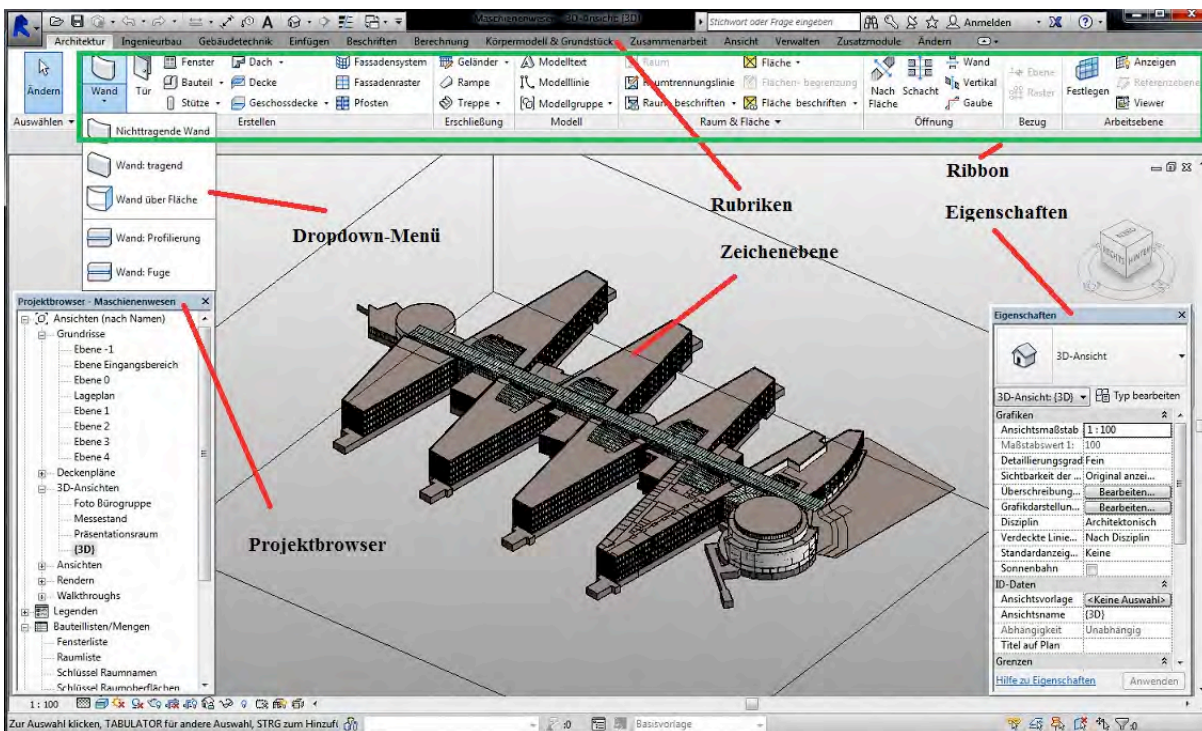 Maschienenwesen - 3D-Ansicht: {3D}
Stichwort oder Frage eingeben
Anmelden
Architektur Ingenieurbau Gebäudetechnik Einfügen Beschriften Berechnung Körpermodell & Grundstück Zusammenarbeit Ansicht Verwalten Zusatzmodule Ändern
Ändern
Wand
Tür
Fenster Dach
Bauteil Decke
Stütze Geschossdecke
Fassadensystem
Fassadenraster
Pfosten
Geländer
Rampe
Treppe
Modelltext
Modelllinie
Modellgruppe
Raum
Raumtrennungslinie
Raum beschriften
Fläche
Flächen- begrenzung
Fläche beschriften
Nach Fläche
Schacht
Wand
Vertikal
Gaube
Ebene
Raster
Festlegen
Anzeigen
Referenzebene
Viewer
Auswählen Erstellen Erschließung Modell Raum & Fläche Öffnung Bezug Arbeitsebene
Nichttragende Wand
Wand: tragend
Wand über Fläche
Wand: Profilierung
Wand: Fuge
Dropdown-Menü
Rubriken
Ribbon
Eigenschaften
Zeichenebene
Projektbrowser
RECHTS
HINTEN
Projektbrowser - Maschienenwesen
Ansichten (nach Namen)
Grundrisse
Ebene -1
Ebene Eingangsbereich
Ebene 0
Lageplan
Ebene 1
Ebene 2
Ebene 3
Ebene 4
Deckenpläne
3D-Ansichten
Foto Bürogruppe
Messestand
Präsentationsraum
{3D}
Ansichten
Rendern
Walkthroughs
Legenden
Bauteillisten/Mengen
Fensterliste
Raumliste
Schlüssel Raumnamen
Schlüssel Raumoberflächen
Eigenschaften
3D-Ansicht
3D-Ansicht: {3D} Typ bearbeiten
Grafiken
Ansichtsmaßstab 1 : 100
Maßstabswert 1: 100
Detaillierungsgrad Fein
Sichtbarkeit der ... Original anzei...
Überschreibung... Bearbeiten...
Grafikdarstellun... Bearbeiten...
Disziplin Architektonisch
Verdeckte Linie... Nach Disziplin
Standardanzeig... Keine
Sonnenbahn
ID-Daten
Ansichtsvorlage <Keine Auswahl>
Ansichtsname {3D}
Abhängigkeit Unabhängig
Titel auf Plan
Grenzen
Hilfe zu Eigenschaften Anwenden
1 : 100
Zur Auswahl klicken, TABULATOR für andere Auswahl, STRG zum Hinzufü
:0
Basisvorlage
:0